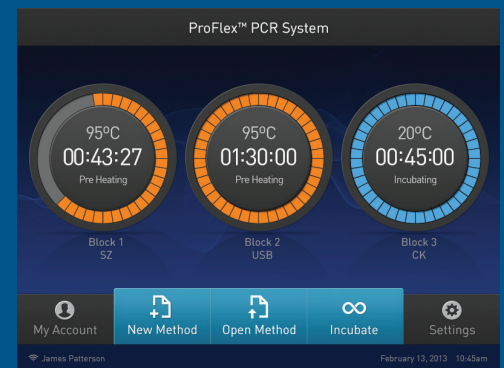 ProFlex™ PCR System
95ºC
00:43:27
Pre Heating
Block 1
SZ
95ºC
01:30:00
Pre Heating
Block 2
USB
20ºC
00:45:00
Incubating
Block 3
CK
My Account
New Method
Open Method
Incubate
Settings
James Patterson
February 13, 2013 10:45am